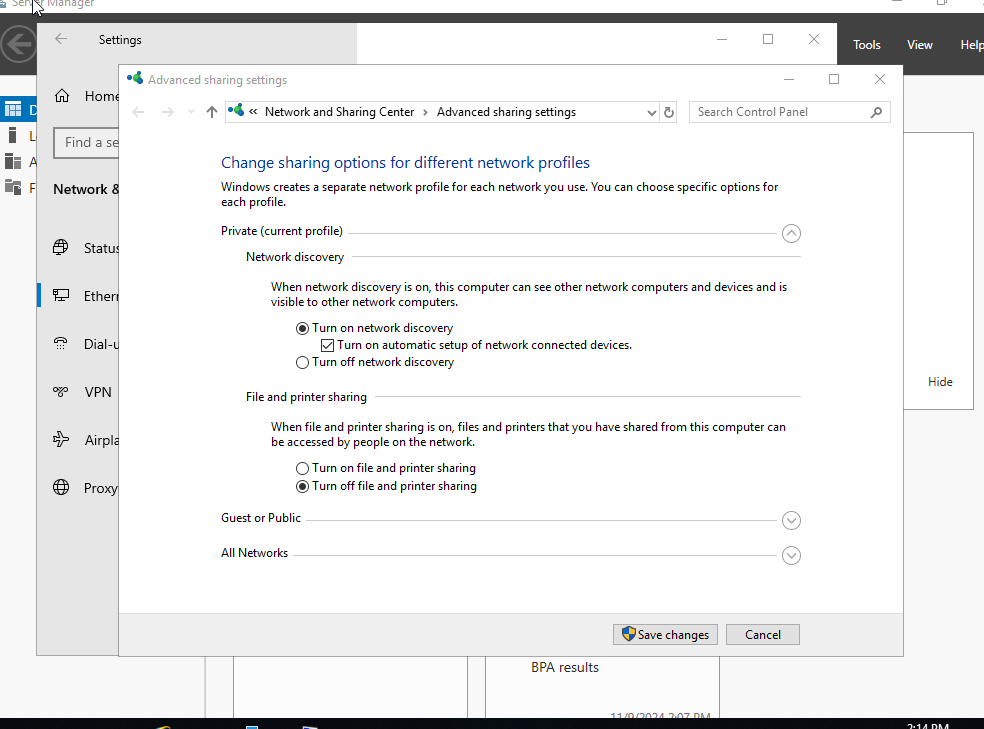 Server Manager
Settings
Tools
View
Help
Advanced sharing settings
Home
« Network and Sharing Center › Advanced sharing settings
Search Control Panel
Find a se
Network &
Change sharing options for different network profiles
Windows creates a separate network profile for each network you use. You can choose specific options for
each profile.
Private (current profile)
Status
Network discovery
When network discovery is on, this computer can see other network computers and devices and is
visible to other network computers.
Ethern
Turn on network discovery
Turn on automatic setup of network connected devices.
Turn off network discovery
Dial-u
Hide
VPN
File and printer sharing
When file and printer sharing is on, files and printers that you have shared from this computer can
be accessed by people on the network.
Airpla
Turn on file and printer sharing
Turn off file and printer sharing
Proxy
Guest or Public
All Networks
Save changes
Cancel
BPA results
11/9/2024 2:07 PM
2:14 PM